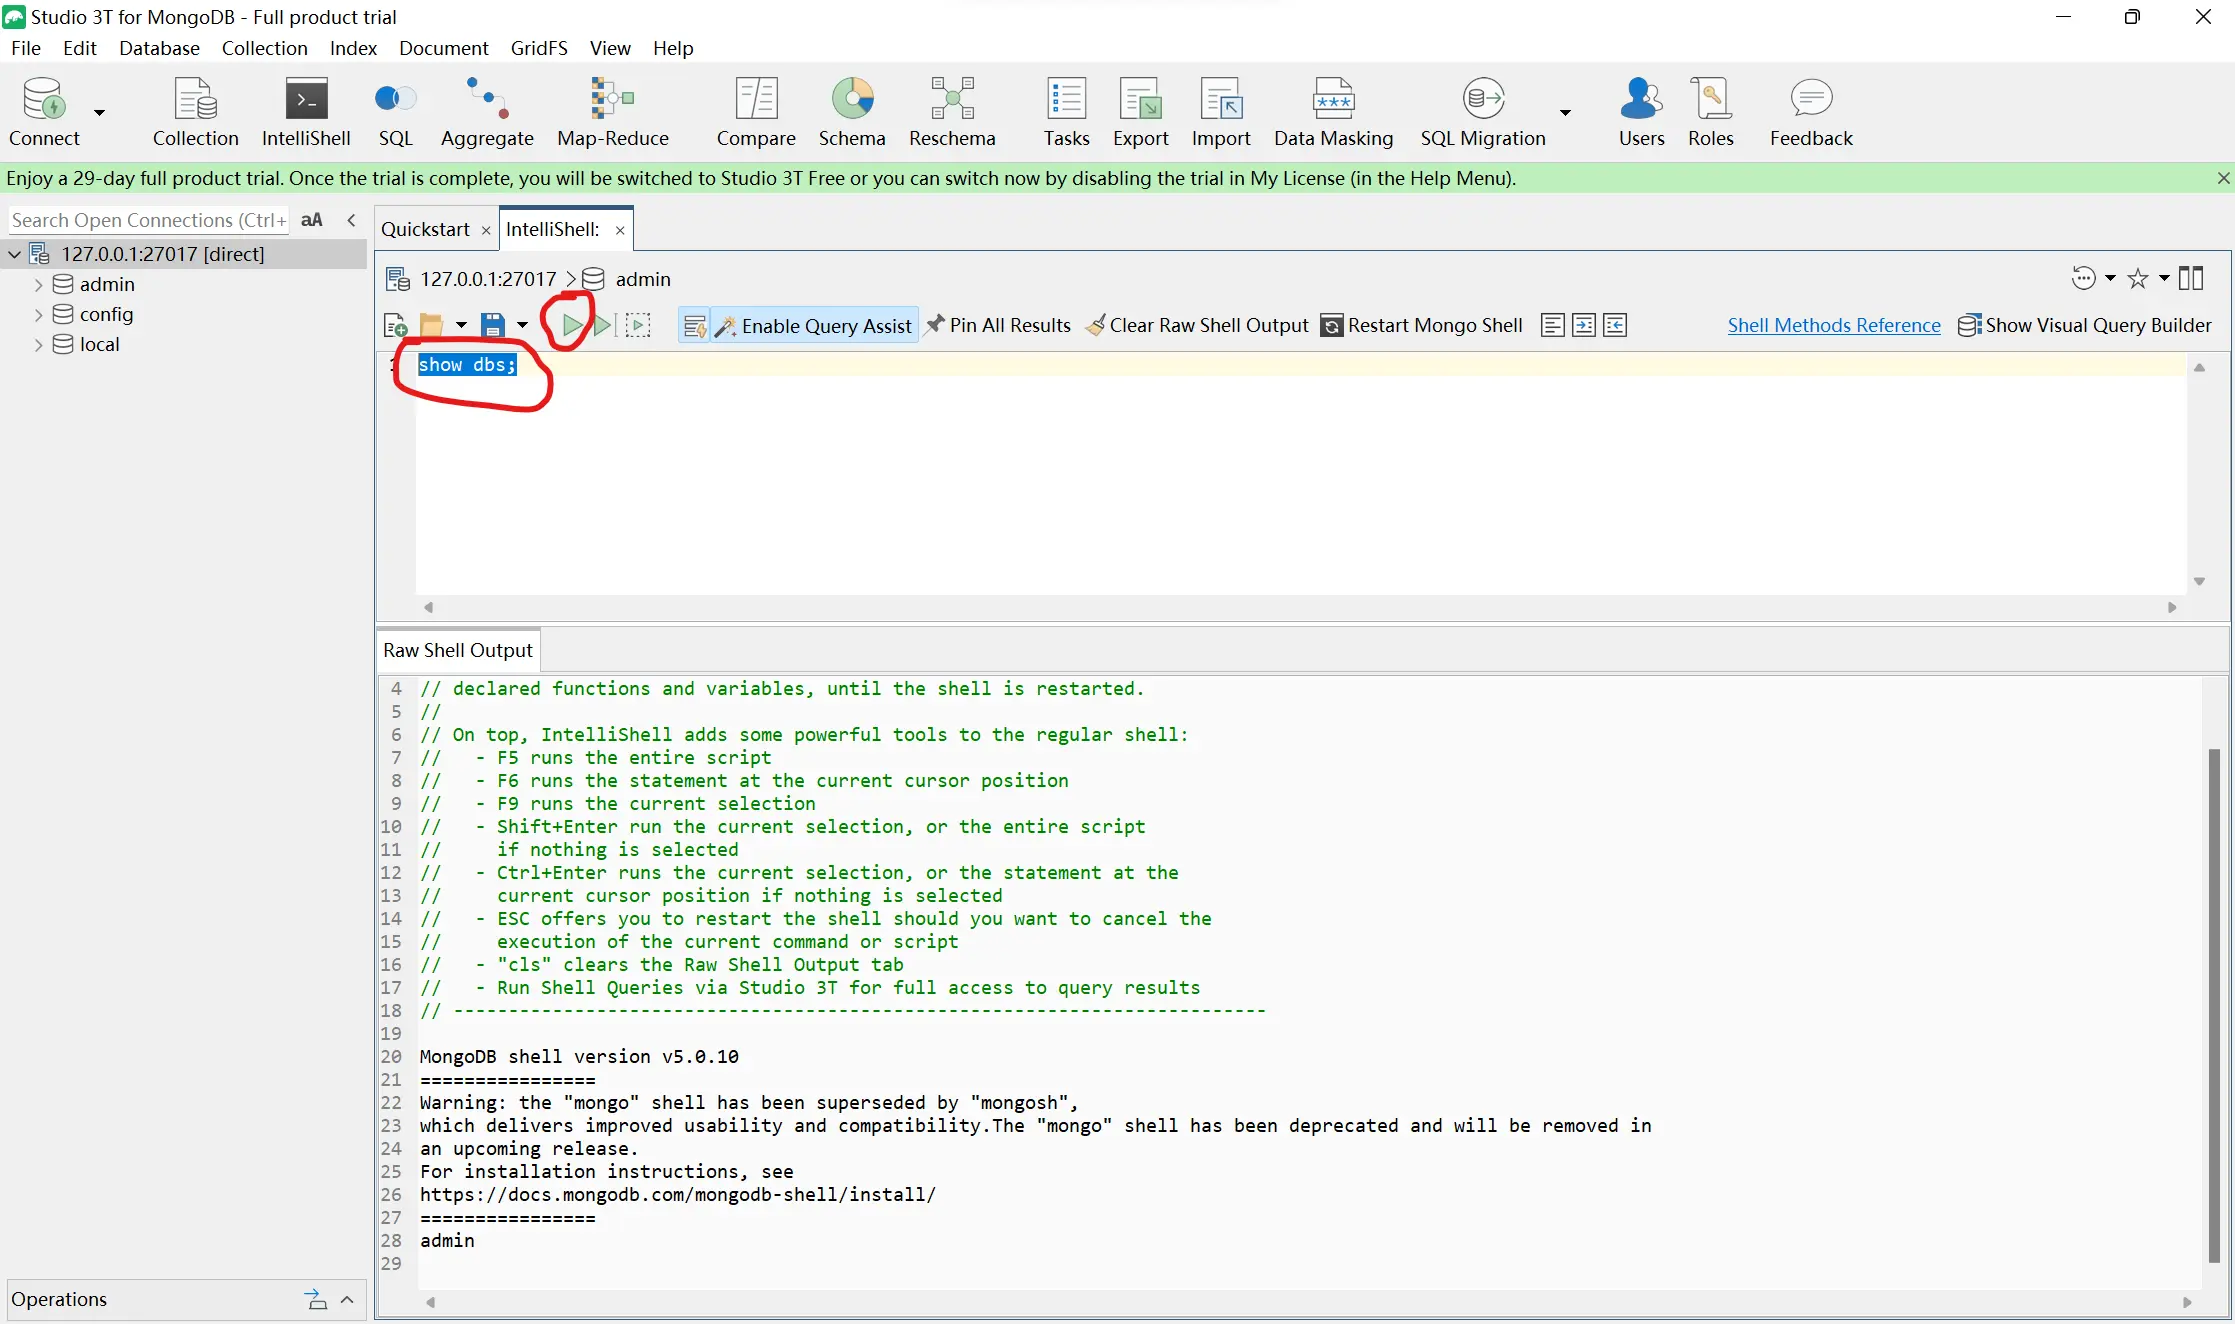 Studio 3T for MongoDB - Full product trial
File Edit Database Collection Index Document GridFS View Help
Connect Collection IntelliShell SQL Aggregate Map-Reduce Compare Schema Reschema Tasks Export Import Data Masking SQL Migration Users Roles Feedback
Enjoy a 29-day full product trial. Once the trial is complete, you will be switched to Studio 3T Free or you can switch now by disabling the trial in My License (in the Help Menu).
Search Open Connections (Ctrl+ aA
127.0.0.1:27017 [direct]
admin
config
local
Quickstart IntelliShell:
127.0.0.1:27017 admin
Enable Query Assist Pin All Results Clear Raw Shell Output Restart Mongo Shell Shell Methods Reference Show Visual Query Builder
1 show dbs;
Raw Shell Output
4 // declared functions and variables, until the shell is restarted.
5 //
6 // On top, IntelliShell adds some powerful tools to the regular shell:
7 // - F5 runs the entire script
8 // - F6 runs the statement at the current cursor position
9 // - F9 runs the current selection
10 // - Shift+Enter run the current selection, or the entire script
11 // if nothing is selected
12 // - Ctrl+Enter runs the current selection, or the statement at the
13 // current cursor position if nothing is selected
14 // - ESC offers you to restart the shell should you want to cancel the
15 // execution of the current command or script
16 // - "cls" clears the Raw Shell Output tab
17 // - Run Shell Queries via Studio 3T for full access to query results
18 // --------------------------------------------------------------------------
19
20 MongoDB shell version v5.0.10
21 ================
22 Warning: the "mongo" shell has been superseded by "mongosh",
23 which delivers improved usability and compatibility.The "mongo" shell has been deprecated and will be removed in
24 an upcoming release.
25 For installation instructions, see
26 https://docs.mongodb.com/mongodb-shell/install/
27 ================
28 admin
29
Operations